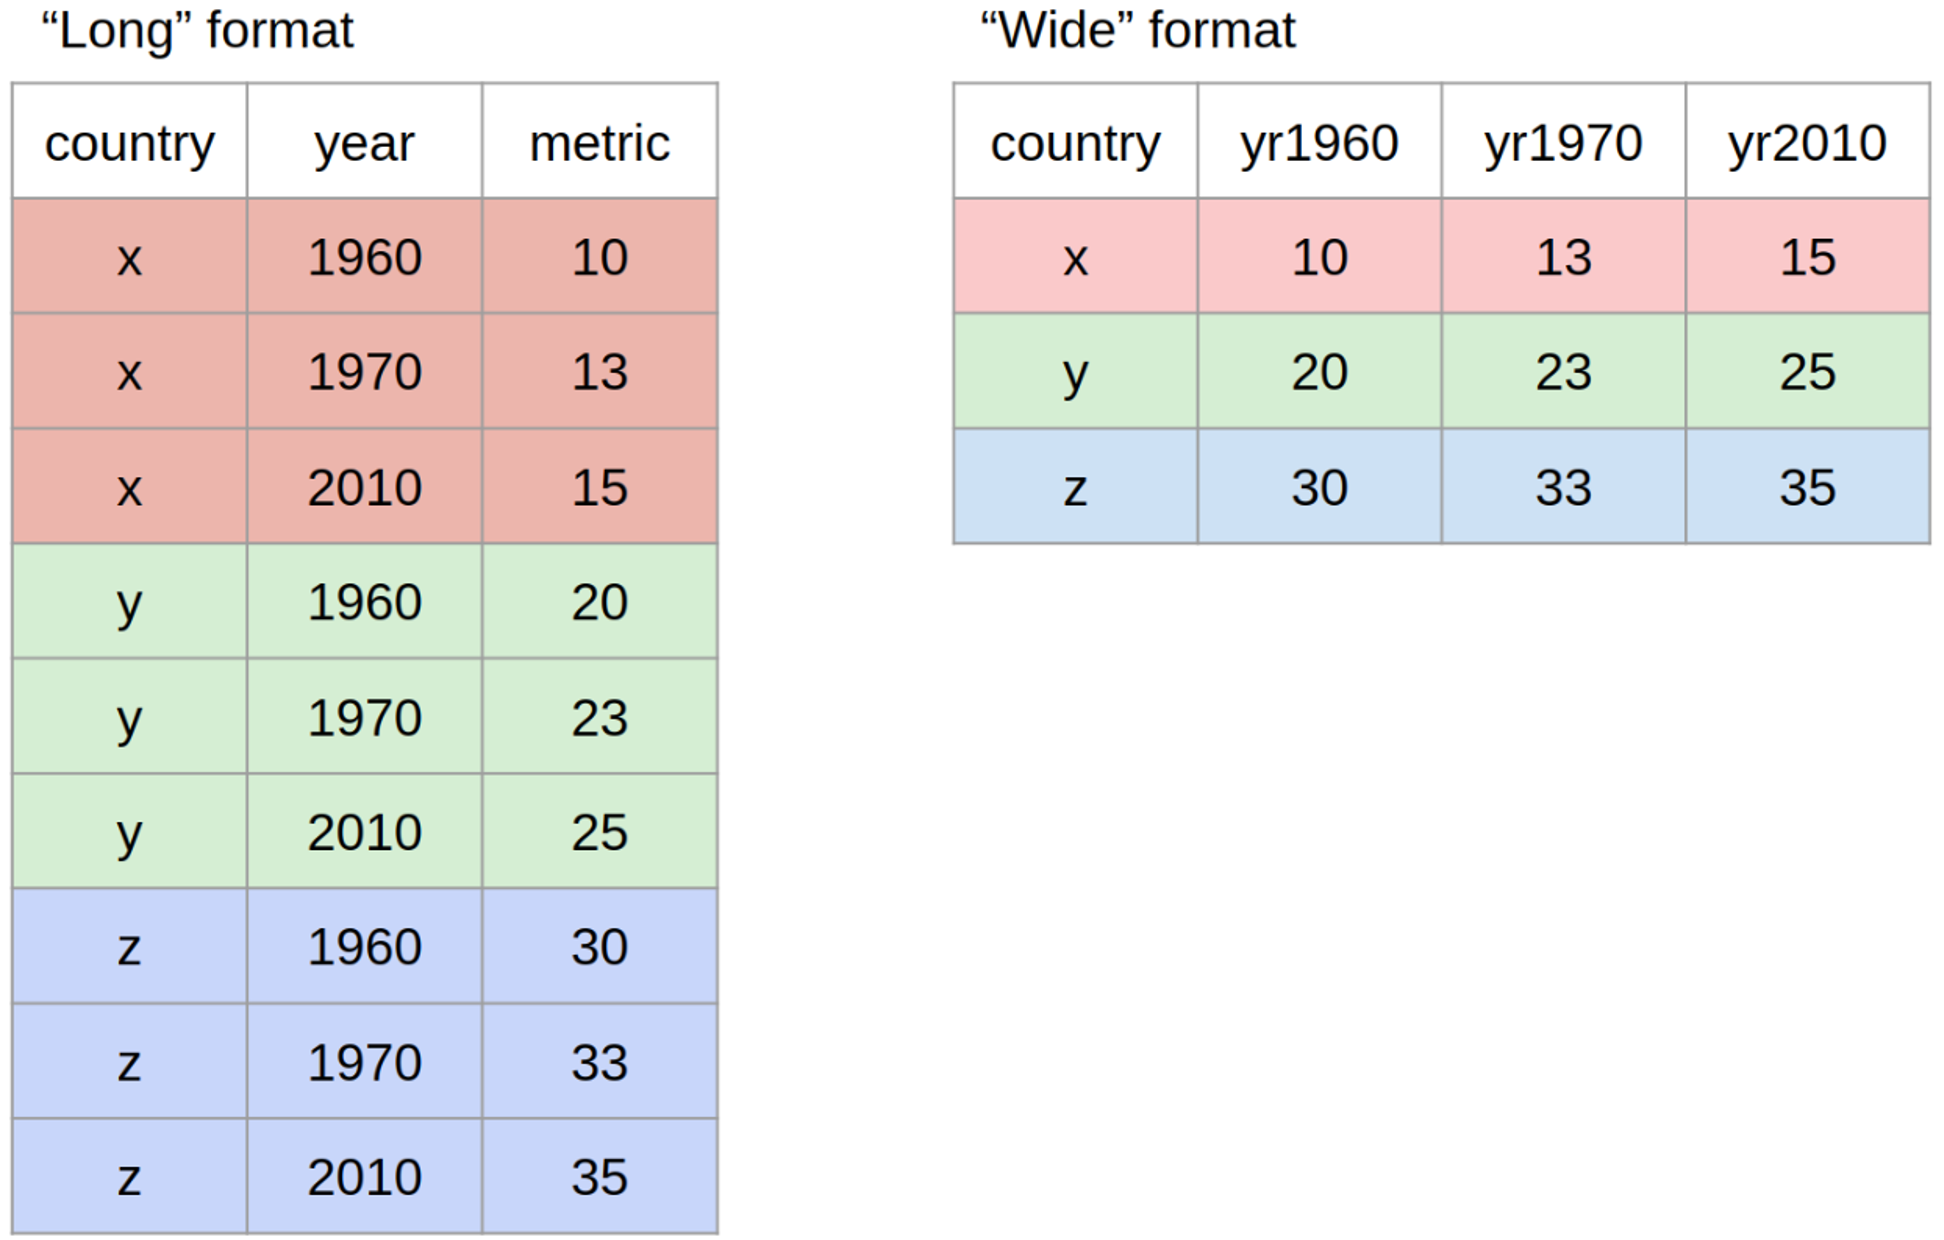 “Long” format
country year metric
x 1960 10
x 1970 13
x 2010 15
y 1960 20
y 1970 23
y 2010 25
z 1960 30
z 1970 33
z 2010 35
“Wide” format
country yr1960 yr1970 yr2010
x 10 13 15
y 20 23 25
z 30 33 35